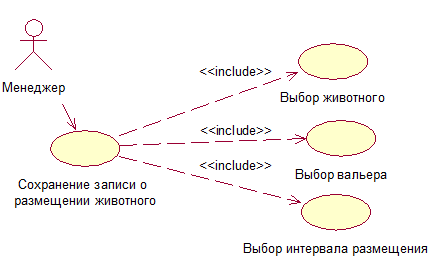 Менеджер
<<include>>
Выбор животного
<<include>>
Выбор вальера
<<include>>
Сохранение записи о
размещении животного
Выбор интервала размещения